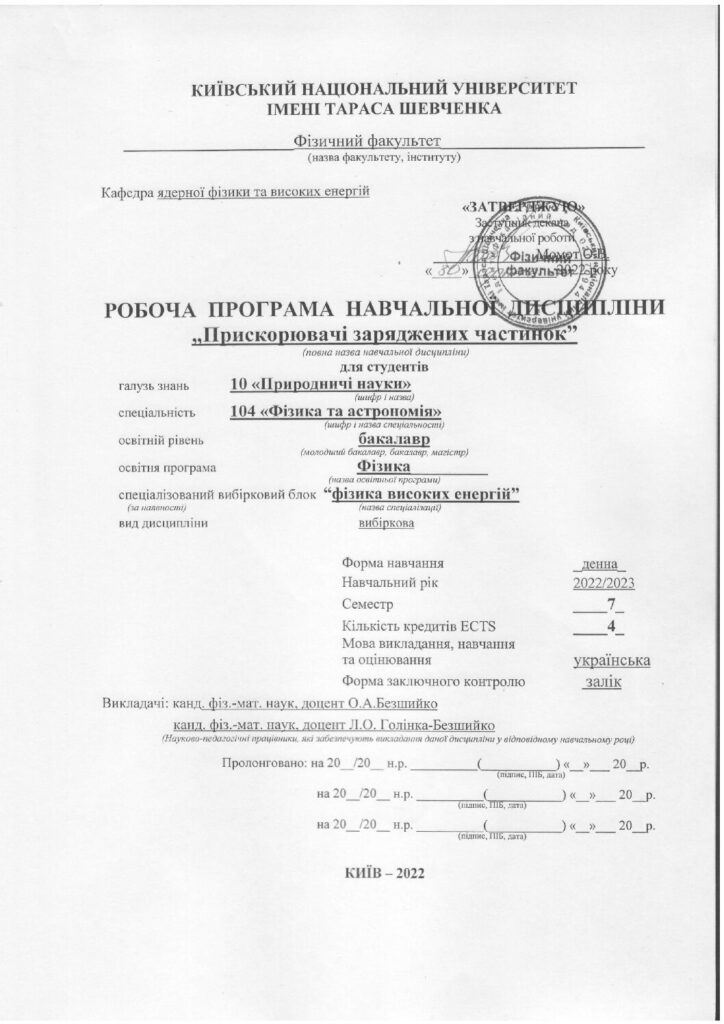 КИЇВСЬКИЙ НАЦІОНАЛЬНИЙ УНІВЕРСИТЕТ
ІМЕНІ ТАРАСА ШЕВЧЕНКА
Фізичний факультет
(назва факультету, інституту)
Кафедра ядерної фізики та високих енергій
«ЗАТВЕРДЖУЮ»
Заступник декана
з навчальної роботи
Момот О.В.
«30» 2022 року
Фізичний
факультет
РОБОЧА ПРОГРАМА НАВЧАЛЬНОЇ ДИСЦИПЛІНИ
„Прискорювачі заряджених частинок”
(повна назва навчальної дисципліни)
для студентів
галузь знань 10 «Природничі науки»
(шифр і назва)
спеціальність 104 «Фізика та астрономія»
(шифр і назва спеціальності)
освітній рівень бакалавр
(молодший бакалавр, бакалавр, магістр)
освітня програма Фізика
(назва освітньої програми)
спеціалізований вибірковий блок “фізика високих енергій”
(за наявності) (назва спеціалізації)
вид дисципліни вибіркова
Форма навчання денна
Навчальний рік 2022/2023
Семестр 7
Кількість кредитів ECTS 4
Мова викладання, навчання
та оцінювання українська
Форма заключного контролю залік
Викладачі: канд. фіз.-мат. наук, доцент О.А.Безшийко
канд. фіз.-мат. наук, доцент Л.О. Голінка-Безшийко
(Науково-педагогічні працівники, які забезпечують викладання даної дисципліни у відповідному навчальному році)
Пролонговано: на 20__/20__ н.р. __________(___________) «__»___ 20__р.
(підпис, ПІБ, дата)
на 20__/20__ н.р. __________(___________) «__»___ 20__р.
(підпис, ПІБ, дата)
на 20__/20__ н.р. __________(___________) «__»___ 20__р.
(підпис, ПІБ, дата)
КИЇВ – 2022